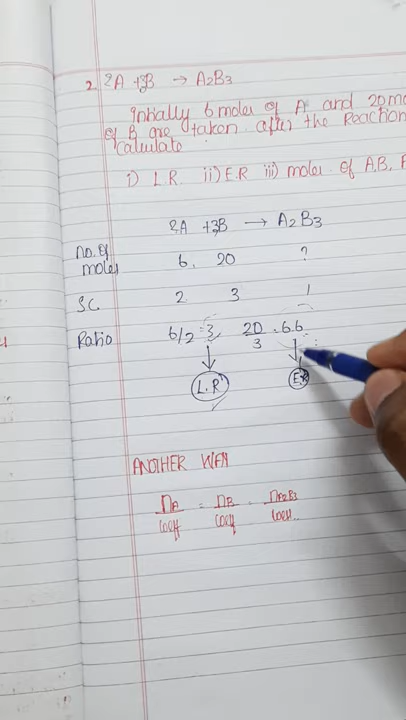 2 2A + 3B → A2B3
Initially 6 moles of A and 20 mo
of B are taken after the Reaction
Calculate
i) L.R. ii) E.R iii) moles of A, B,
2A + 3B → A2B3
no. of
moles 6, 20 ?
S.C. 2 3 1
Ratio 6/2 = 3, 20/3 = 6.6
L.R E.R
ANOTHER WAY
nA/Coeff = nB/Coeff = nA2B3/Coeff..